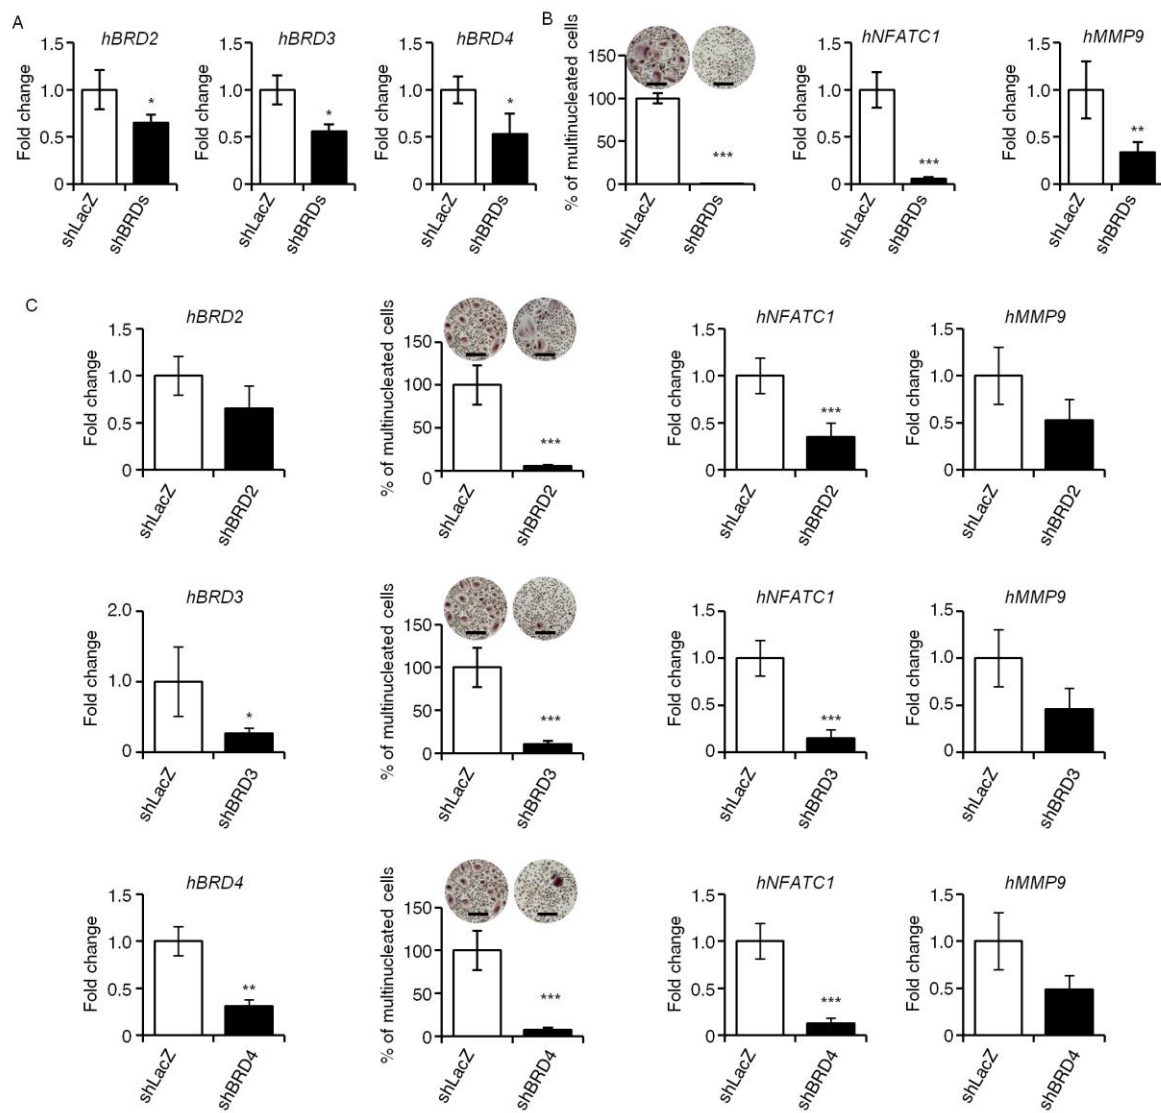 A
hBRD2
Fold change
1.5
1.0
0.5
0
*
shLacZ
shBRDs
hBRD3
Fold change
1.5
1.0
0.5
0
*
shLacZ
shBRDs
hBRD4
Fold change
1.5
1.0
0.5
0
*
shLacZ
shBRDs
B
% of multinucleated cells
150
100
50
0
***
shLacZ
shBRDs
hNFATC1
Fold change
1.5
1.0
0.5
0
***
shLacZ
shBRDs
hMMP9
Fold change
1.5
1.0
0.5
0
**
shLacZ
shBRDs
C
hBRD2
Fold change
1.5
1.0
0.5
0
shLacZ
shBRD2
% of multinucleated cells
150
100
50
0
***
shLacZ
shBRD2
hNFATC1
Fold change
1.5
1.0
0.5
0
***
shLacZ
shBRD2
hMMP9
Fold change
1.5
1.0
0.5
0
shLacZ
shBRD2
hBRD3
Fold change
2.0
1.0
0
*
shLacZ
shBRD3
% of multinucleated cells
150
100
50
0
***
shLacZ
shBRD3
hNFATC1
Fold change
1.5
1.0
0.5
0
***
shLacZ
shBRD3
hMMP9
Fold change
1.5
1.0
0.5
0
shLacZ
shBRD3
hBRD4
Fold change
1.5
1.0
0.5
0
**
shLacZ
shBRD4
% of multinucleated cells
150
100
50
0
***
shLacZ
shBRD4
hNFATC1
Fold change
1.5
1.0
0.5
0
***
shLacZ
shBRD4
hMMP9
Fold change
1.5
1.0
0.5
0
shLacZ
shBRD4